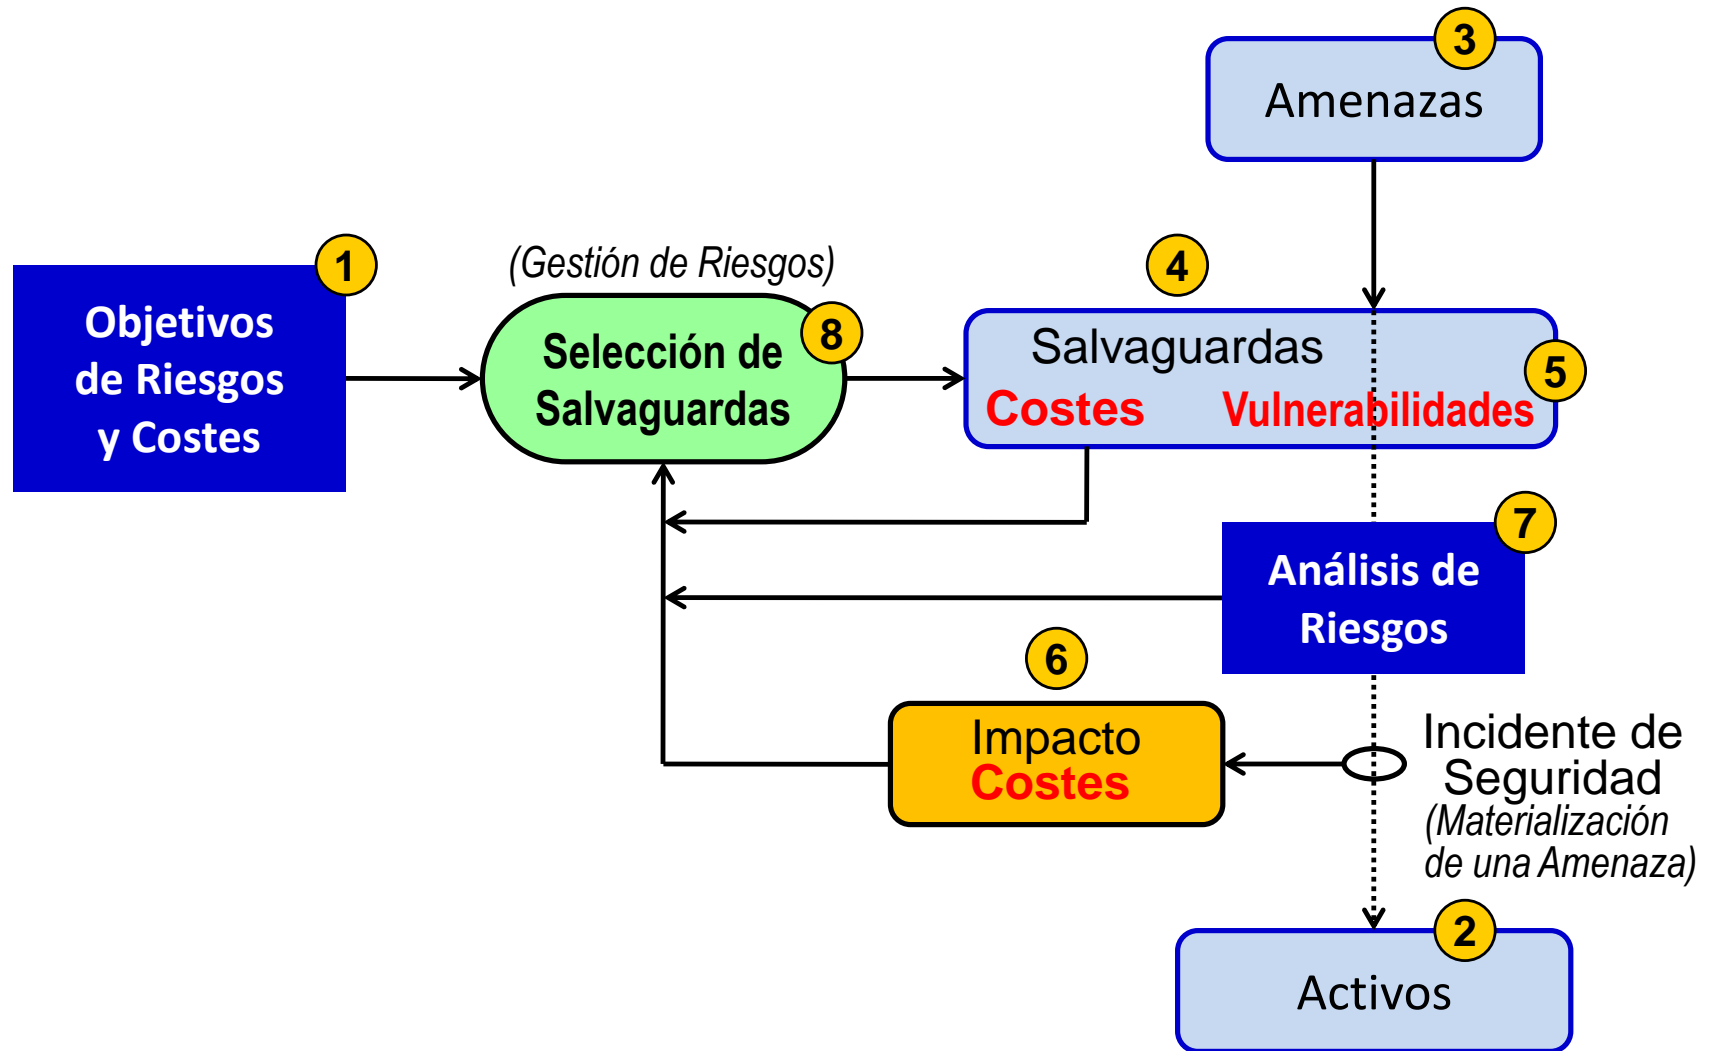 3
Amenazas
1
Objetivos
de Riesgos
y Costes
(Gestión de Riesgos)
8
Selección de
Salvaguardas
4
Salvaguardas
5
Costes Vulnerabilidades
7
Análisis de
Riesgos
6
Impacto
Costes
Incidente de
Seguridad
(Materialización
de una Amenaza)
2
Activos